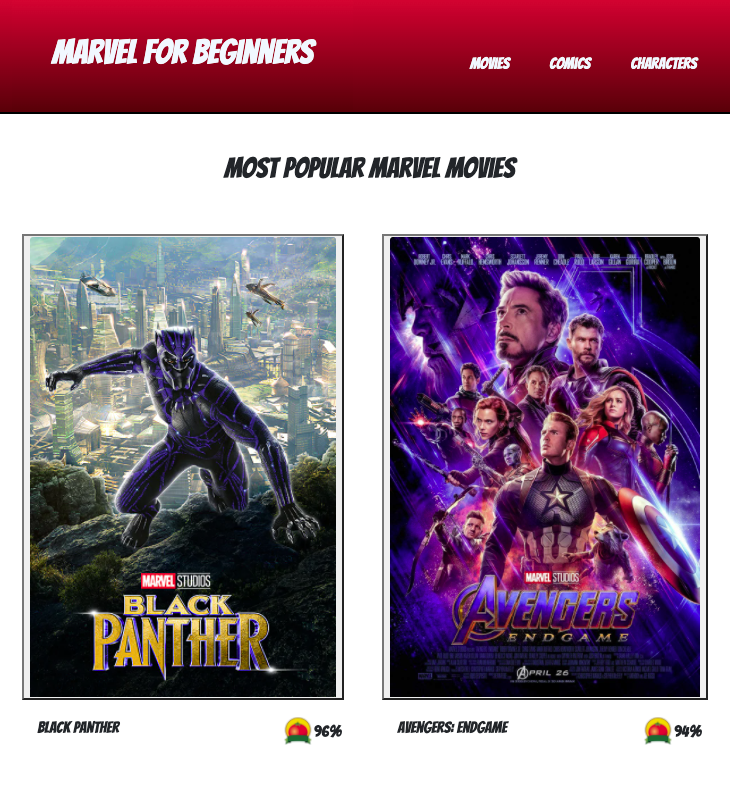 MARVEL FOR BEGINNERS
MOVIES COMICS CHARACTERS
MOST POPULAR MARVEL MOVIES
MARVEL STUDIOS
BLACK
PANTHER
MARVEL STUDIOS
AVENGERS
ENDGAME
APRIL 26
BLACK PANTHER 96%
AVENGERS: ENDGAME 94%